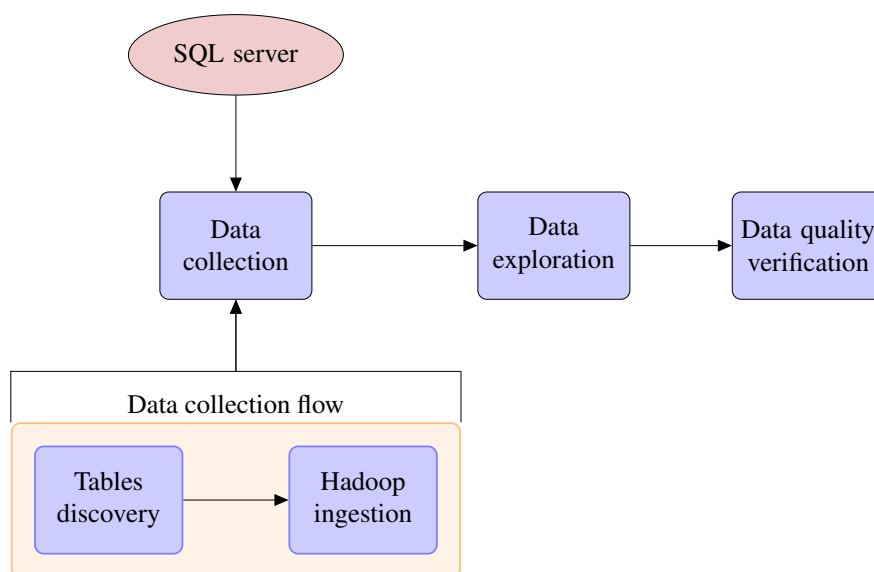 SQL server
Data
collection
Data
exploration
Data quality
verification
Data collection flow
Tables
discovery
Hadoop
ingestion